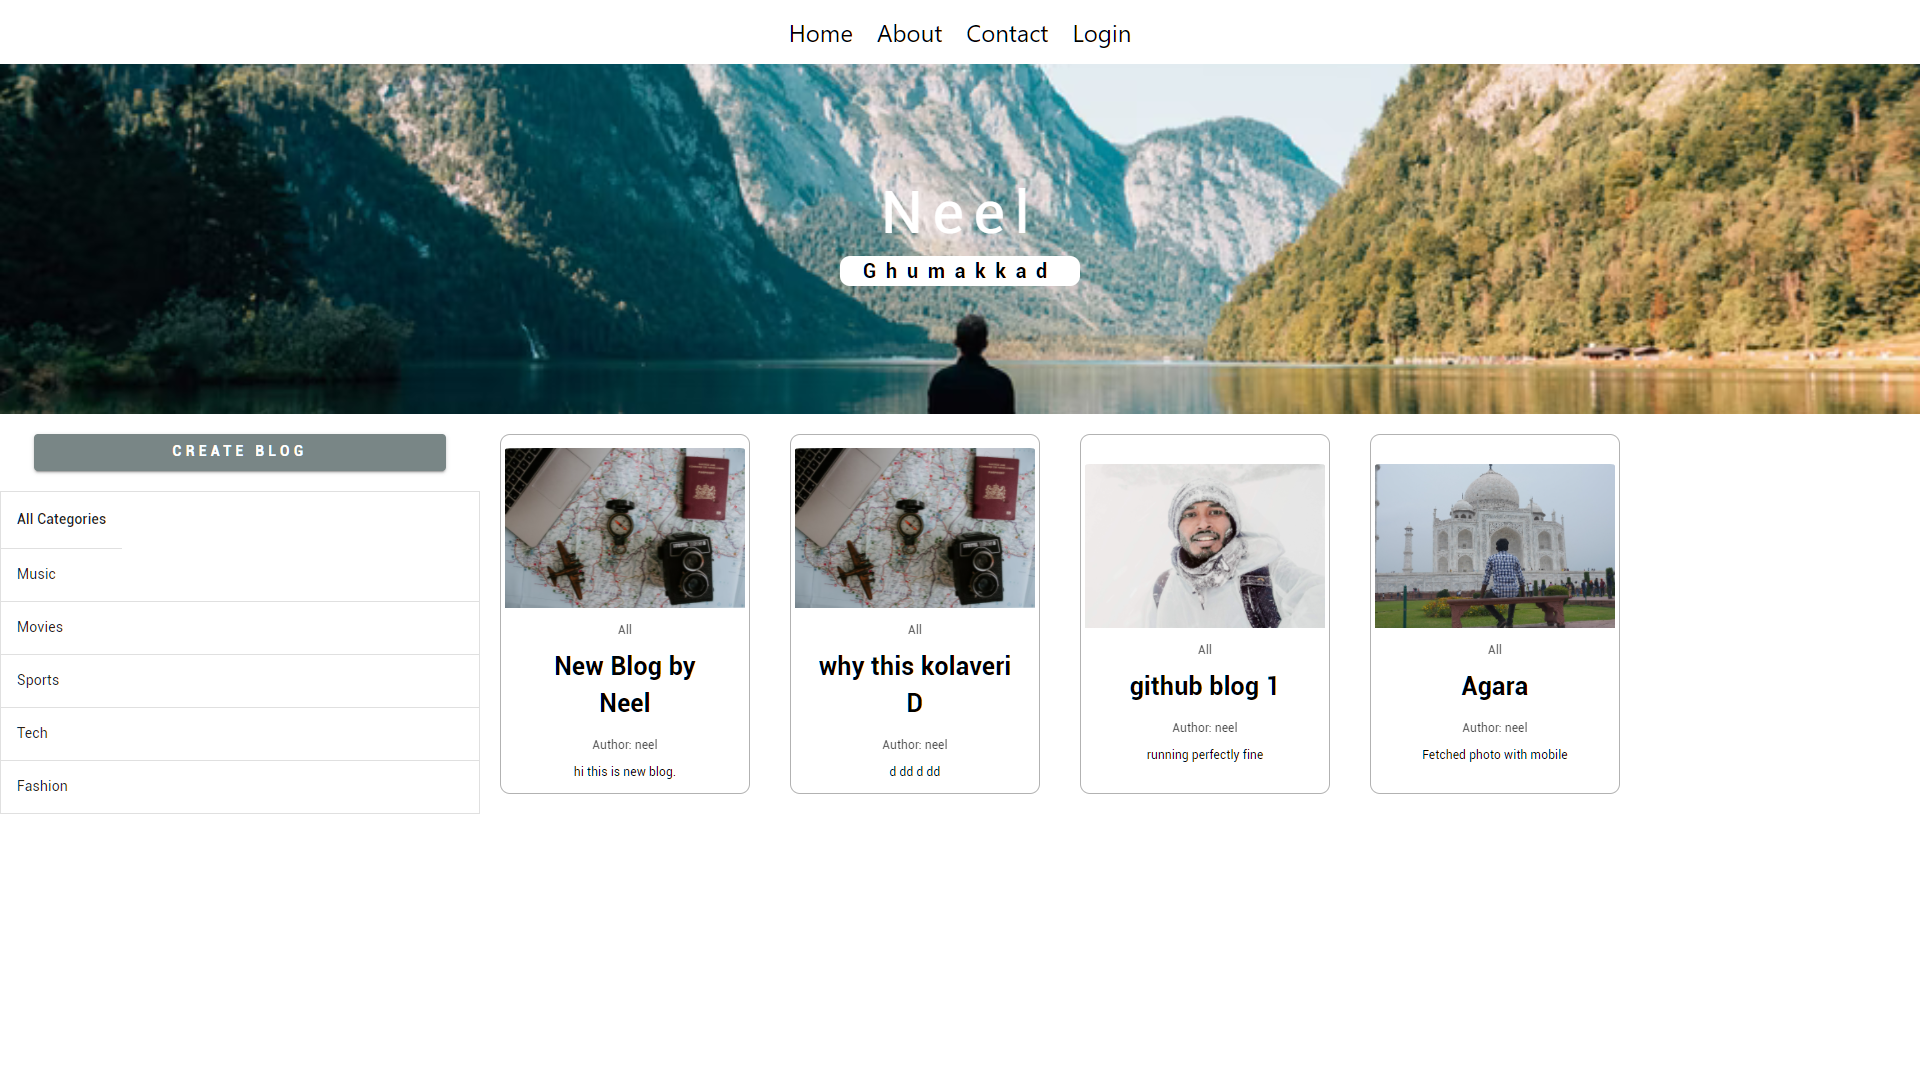 Home About Contact Login
Neel
Ghumakkad
CREATE BLOG
All Categories
Music
Movies
Sports
Tech
Fashion
All
New Blog by
Neel
Author: neel
hi this is new blog.
All
why this kolaveri
D
Author: neel
d dd d dd
All
github blog 1
Author: neel
running perfectly fine
All
Agara
Author: neel
Fetched photo with mobile